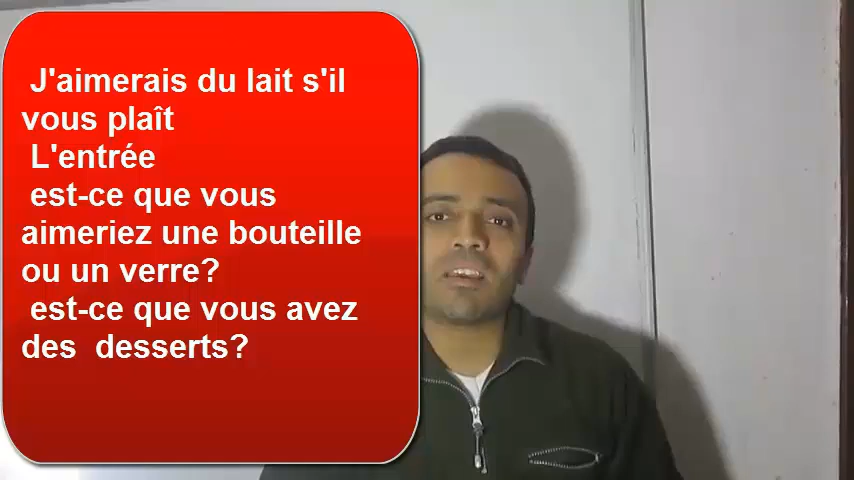 J'aimerais du lait s'il
vous plaît
L'entrée
est-ce que vous
aimeriez une bouteille
ou un verre?
est-ce que vous avez
des  desserts?